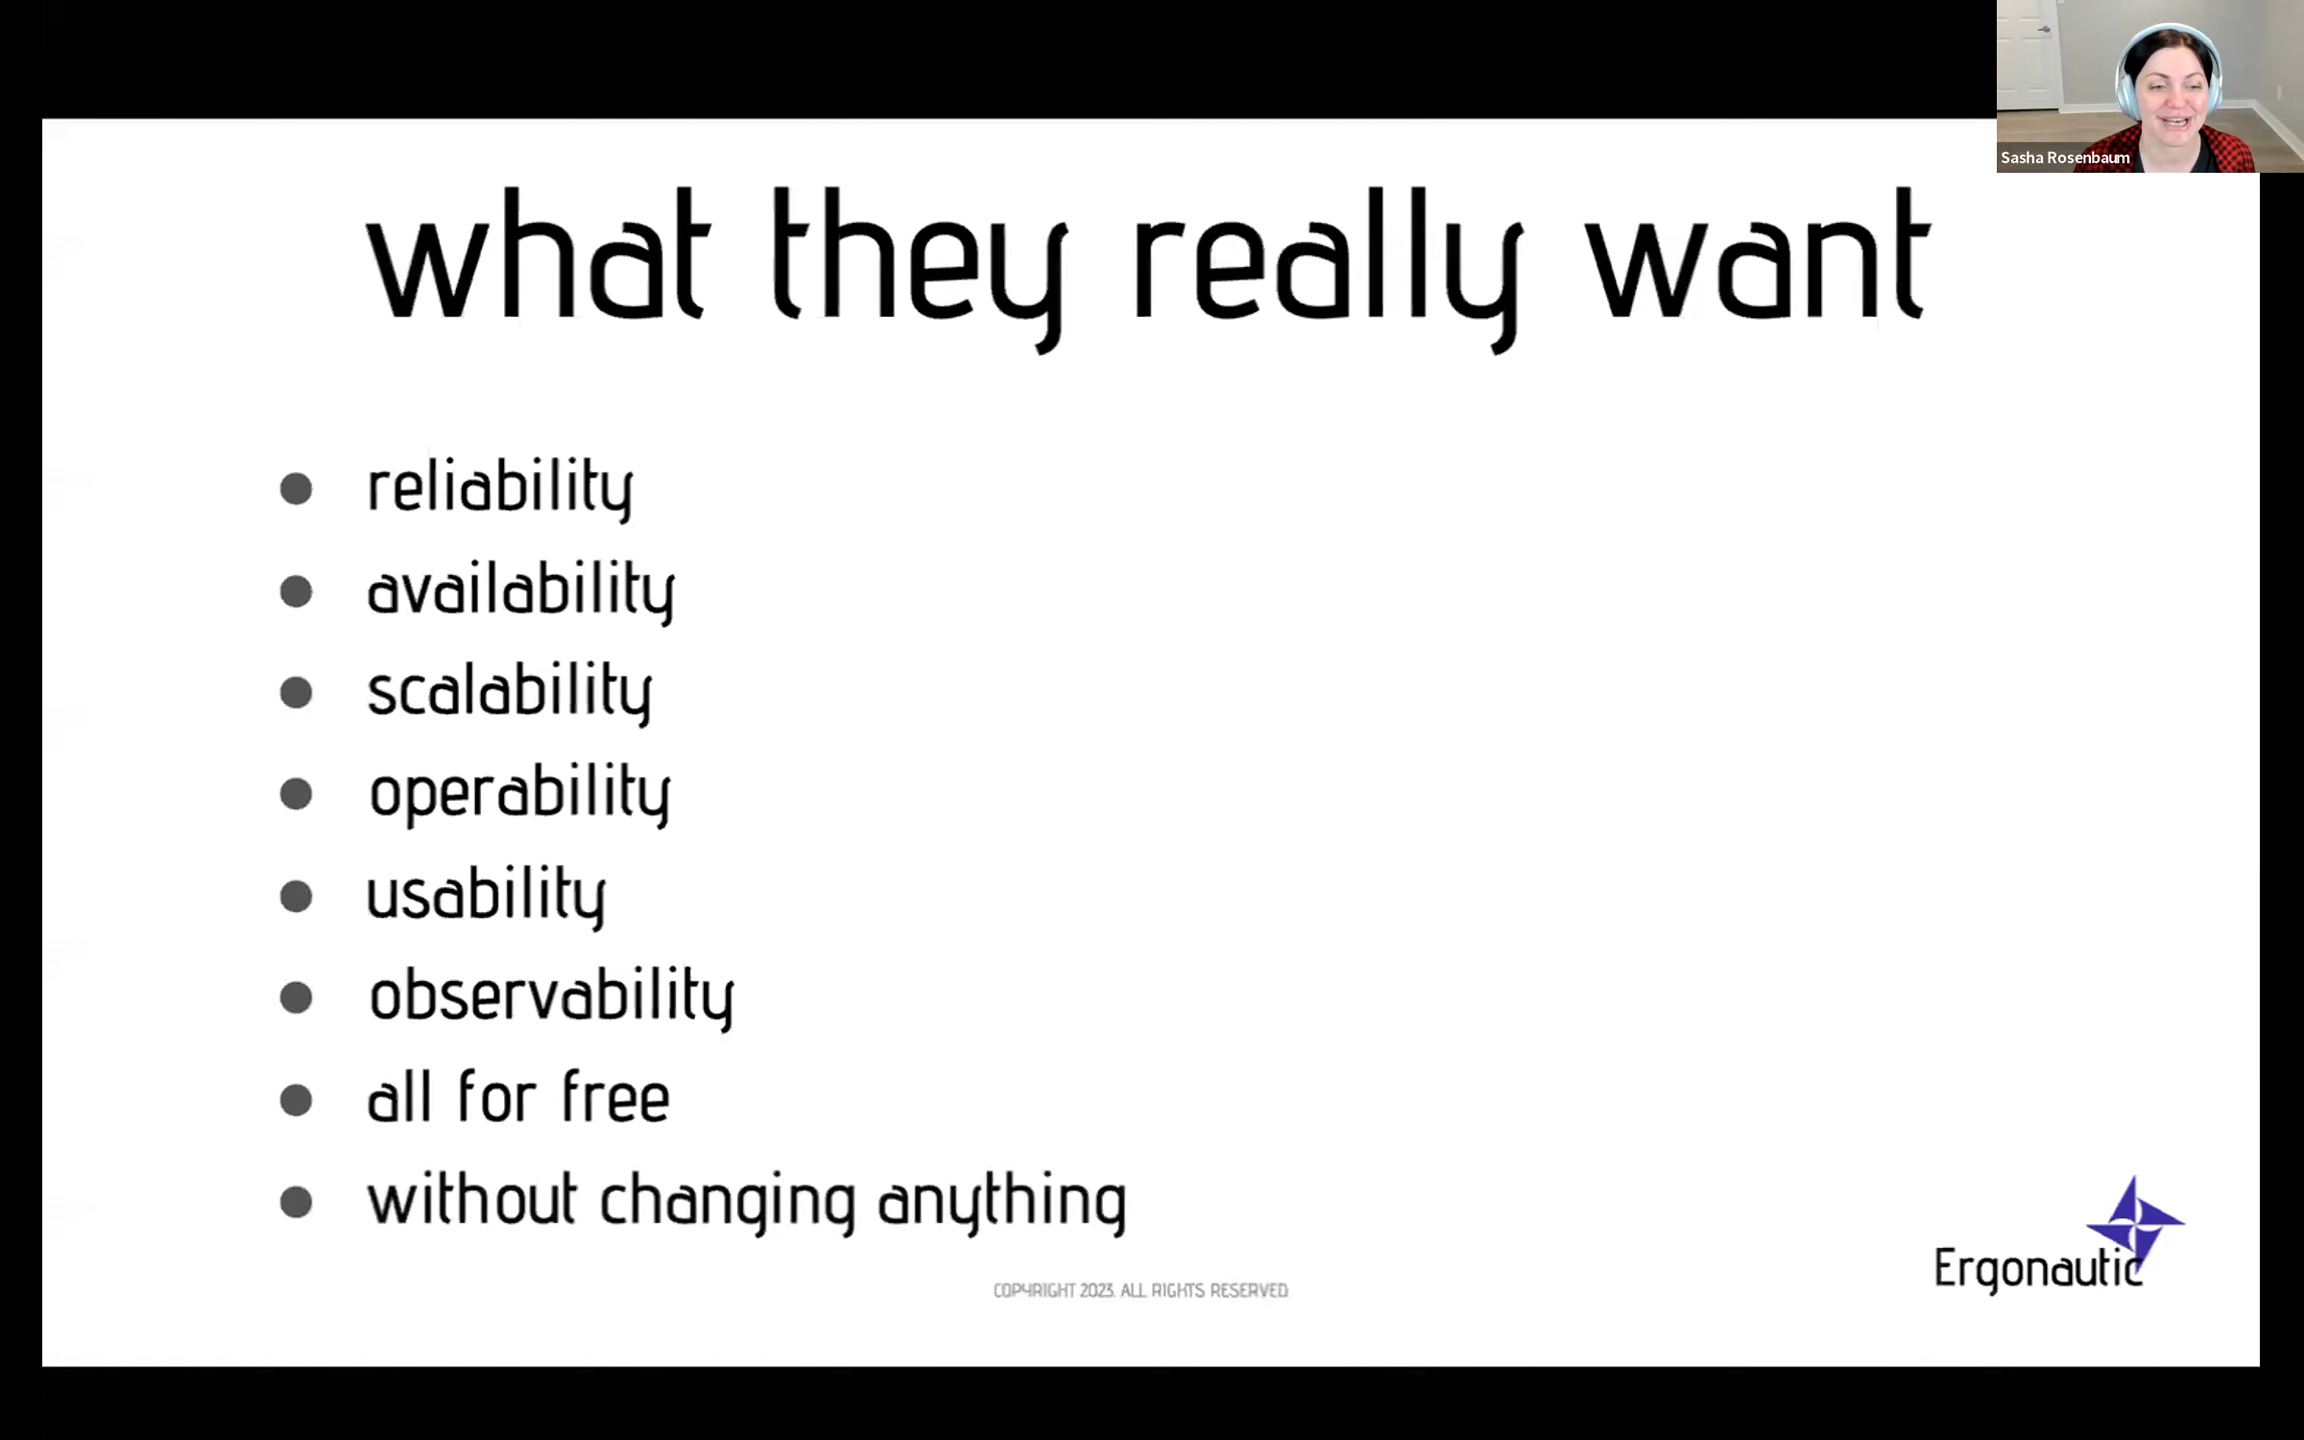 Sasha Rosenbaum
what they really want
● reliability
● availability
● scalability
● operability
● usability
● observability
● all for free
● without changing anything
Ergonautic
COPYRIGHT 2023. ALL RIGHTS RESERVED